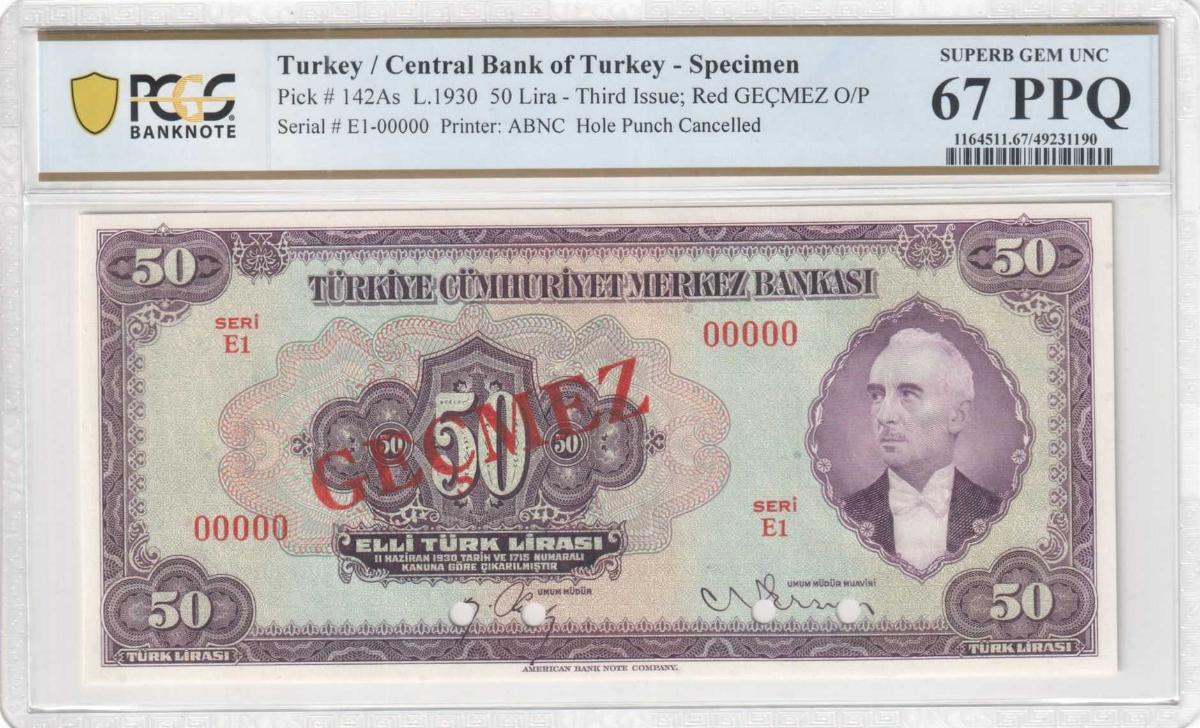 PCGS
BANKNOTE
Turkey / Central Bank of Turkey - Specimen
Pick # 142As L.1930 50 Lira - Third Issue; Red GEÇMEZ O/P
Serial # E1-00000 Printer: ABNC Hole Punch Cancelled
SUPERB GEM UNC
67 PPQ
1164511.67/49231190
50
50
TÜRKİYE CÜMHURİYET MERKEZ BANKASI
SERİ
E1
00000
50
50
50
GEÇMEZ
00000
SERİ
E1
ELLİ TÜRK LİRASI
11 HAZİRAN 1930 TARİH VE 1715 NUMARALI
KANUNA GÖRE ÇIKARILMIŞTIR
UMUM MÜDÜR
UMUM MÜDÜR MUAVİNİ
50
50
TÜRK LİRASI
TÜRK LİRASI
AMERICAN BANK NOTE COMPANY.